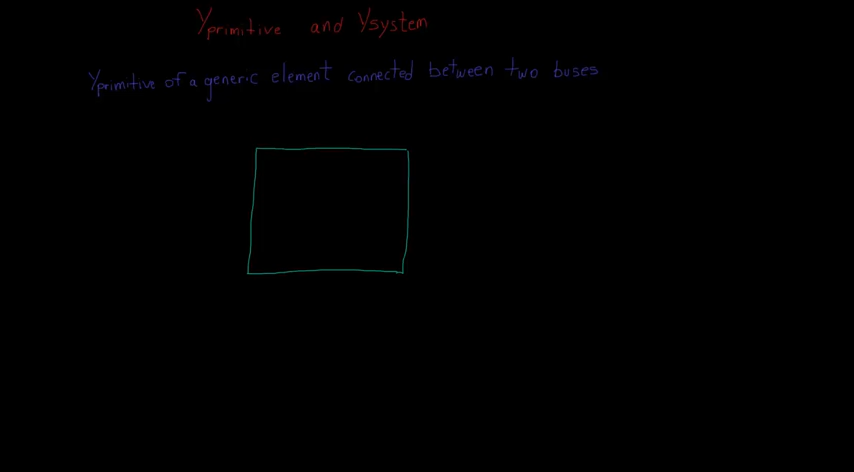 Yprimitive and Ysystem
Yprimitive of a generic element connected between two buses